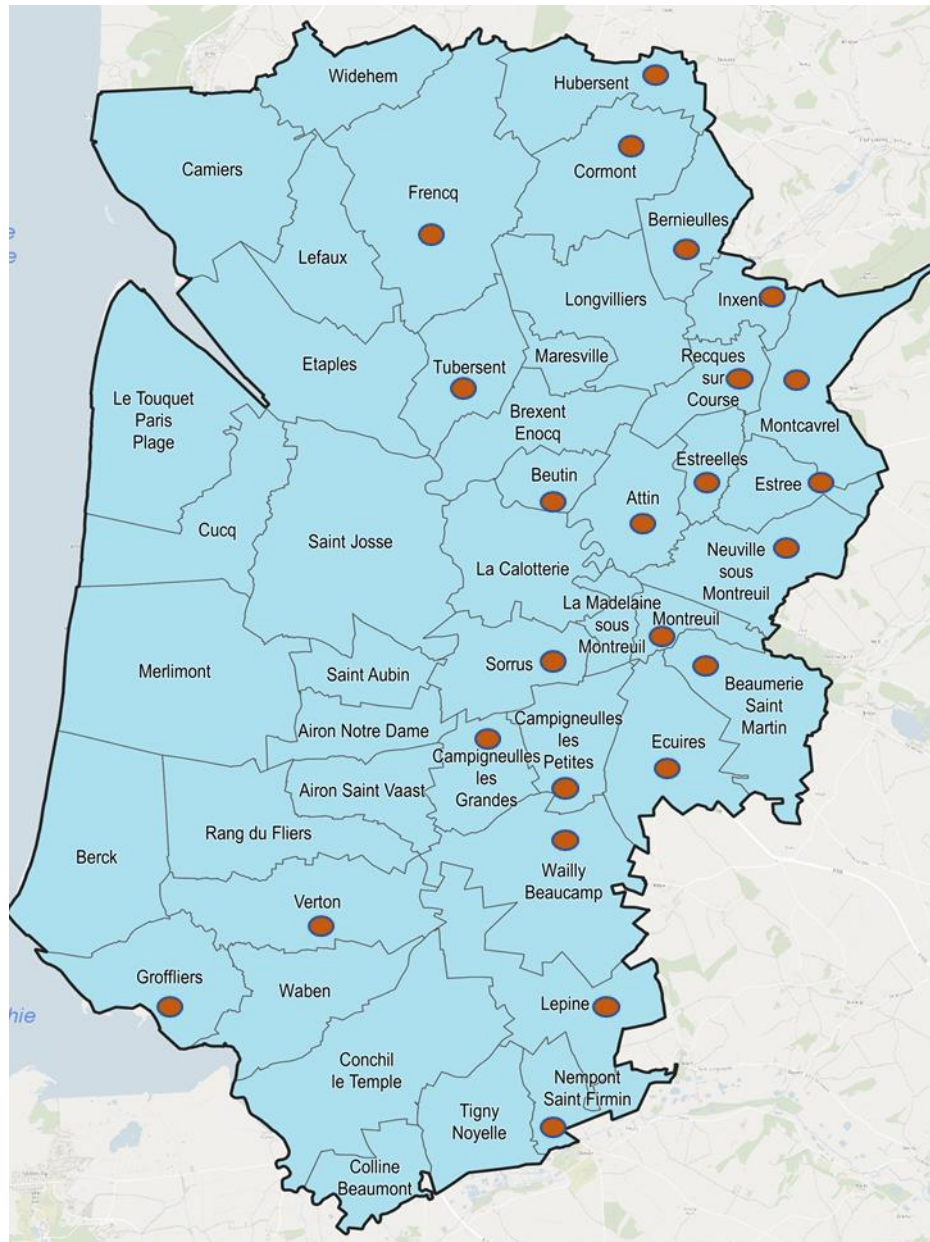 Widehem
Hubersent
Camiers
Cormont
Frencq
Bernieulles
Lefaux
Longvilliers
Inxent
Etaples
Tubersent
Maresville
Recques
sur
Course
Le Touquet
Paris
Plage
Brexent
Enocq
Montcavrel
Beutin
Estreelles
Estree
Attin
Cucq
Saint Josse
La Calotterie
Neuville
sous
Montreuil
La Madelaine
sous
Montreuil
Montreuil
Merlimont
Saint Aubin
Sorrus
Beaumerie
Saint
Martin
Airon Notre Dame
Campigneulles
les
Grandes
Campigneulles
les
Petites
Ecuires
Airon Saint Vaast
Rang du Fliers
Berck
Wailly
Beaucamp
Verton
Groffliers
Waben
Lepine
hie
Conchil
le Temple
Nempont
Saint Firmin
Tigny
Noyelle
Colline
Beaumont